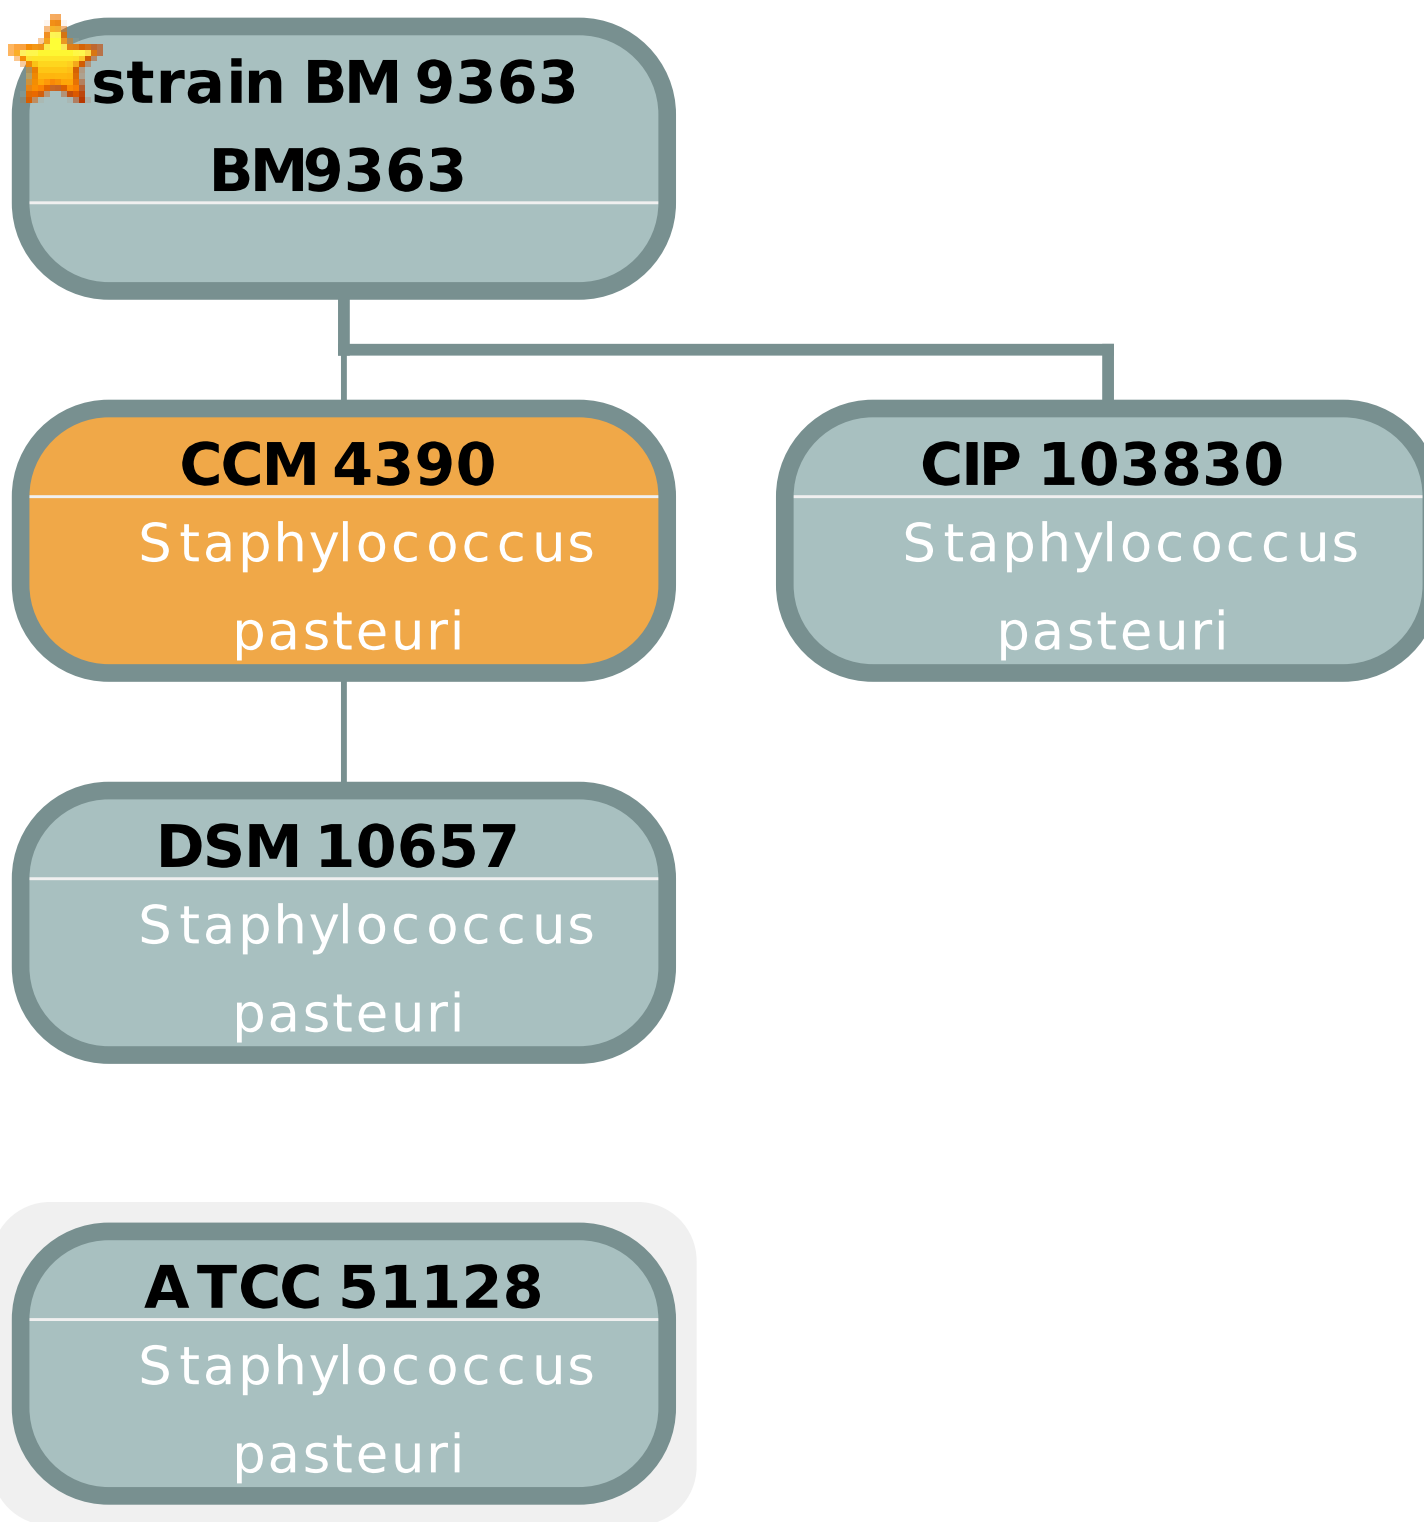 strain BM 9363
BM9363
CCM 4390
Staphylococcus
pasteuri
CIP 103830
Staphylococcus
pasteuri
DSM 10657
Staphylococcus
pasteuri
ATCC 51128
Staphylococcus
pasteuri